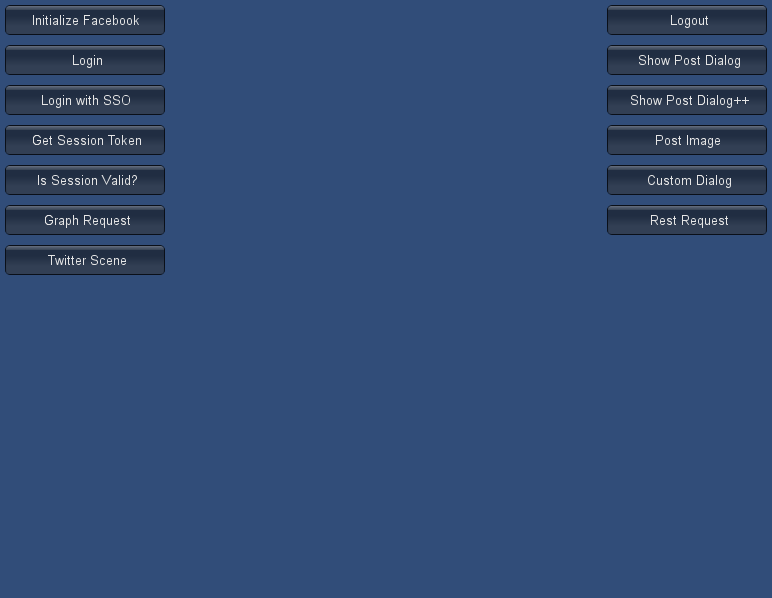 Initialize Facebook
Login
Login with SSO
Get Session Token
Is Session Valid?
Graph Request
Twitter Scene
Logout
Show Post Dialog
Show Post Dialog++
Post Image
Custom Dialog
Rest Request